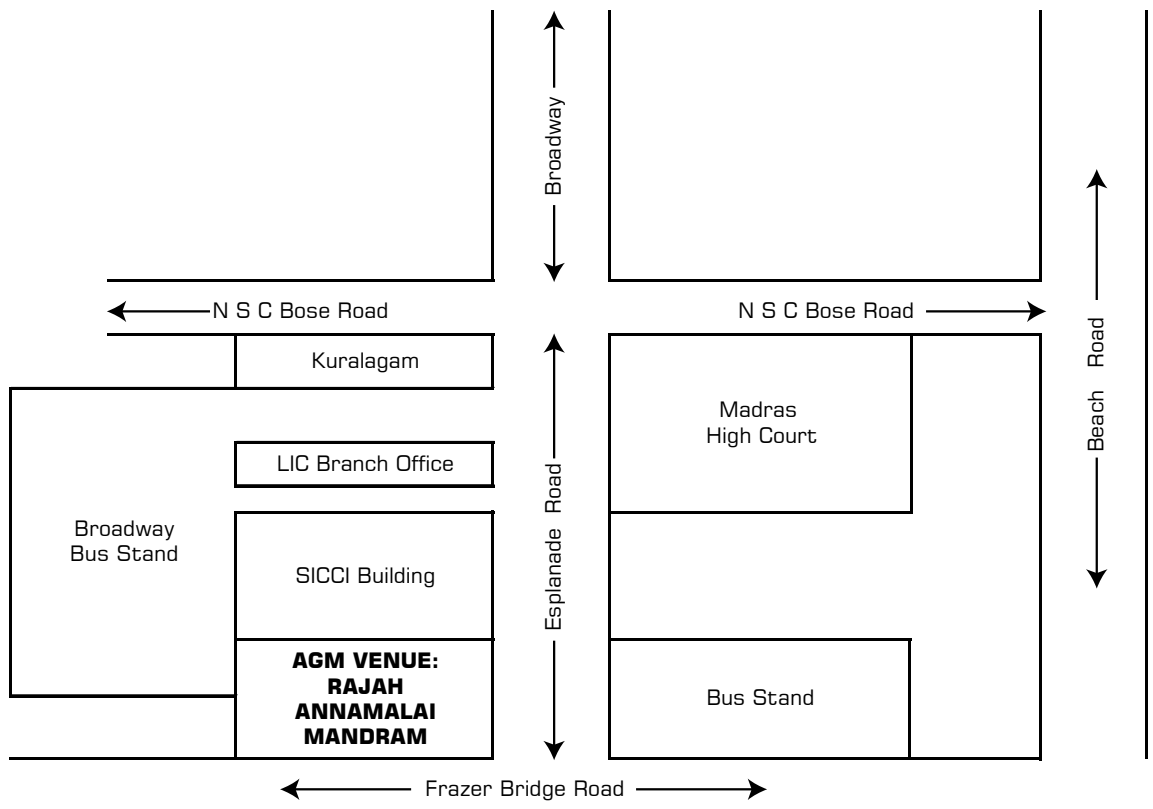 Broadway
N S C Bose Road
N S C Bose Road
Kuralagam
Madras
High Court
Beach Road
LIC Branch Office
Esplanade Road
Broadway
Bus Stand
SICCI Building
AGM VENUE:
RAJAH
ANNAMALAI
MANDRAM
Bus Stand
Frazer Bridge Road